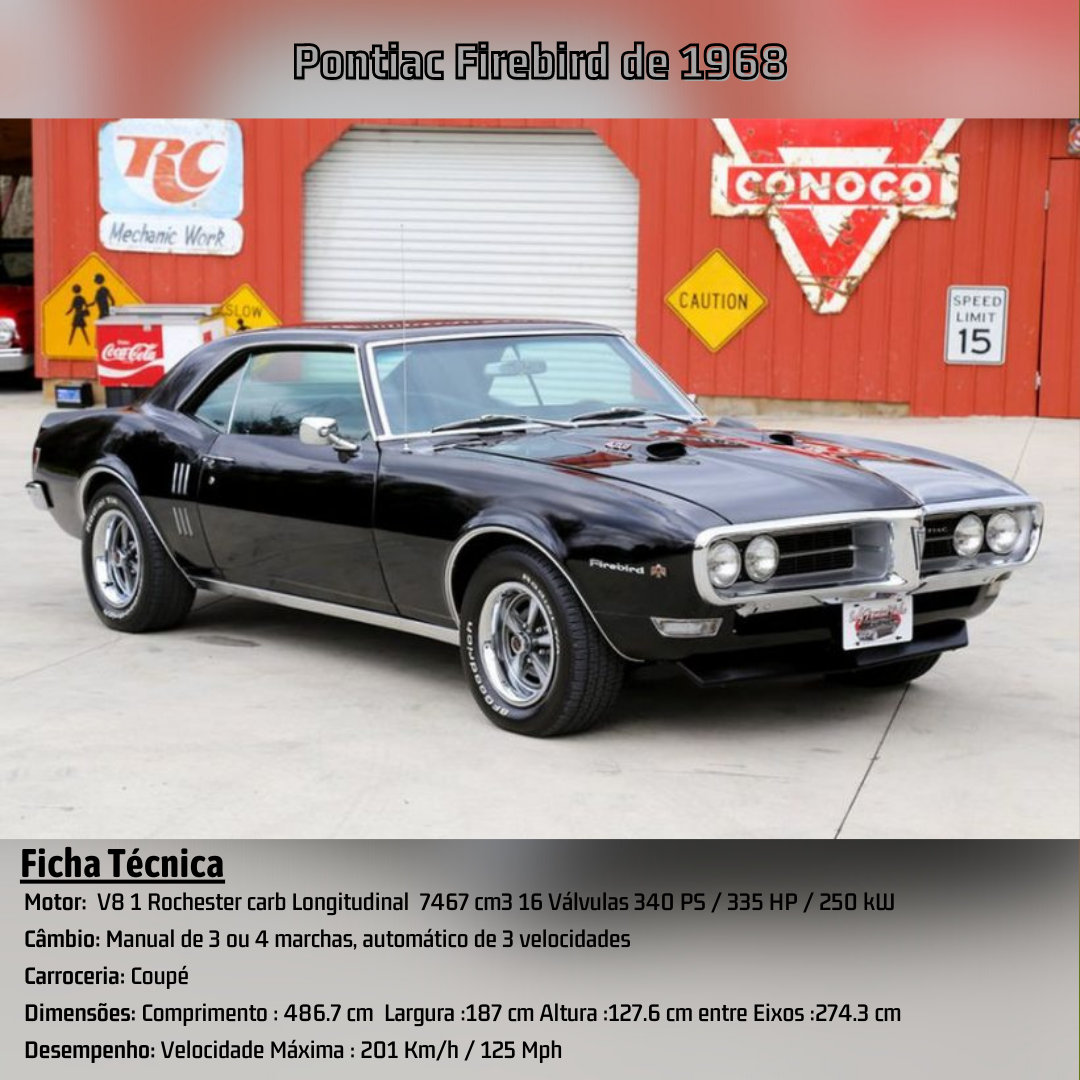 Pontiac Firebird de 1968
RC
Mechanic Work
CONOCO
CAUTION
SLOW
SPEED
LIMIT
15
Coca-Cola
400
Firebird
BFGoodrich
Ficha Técnica
Motor: V8 1 Rochester carb Longitudinal 7467 cm3 16 Válvulas 340 PS / 335 HP / 250 kW
Câmbio: Manual de 3 ou 4 marchas, automático de 3 velocidades
Carroceria: Coupé
Dimensões: Comprimento : 486.7 cm Largura :187 cm Altura :127.6 cm entre Eixos :274.3 cm
Desempenho: Velocidade Máxima : 201 Km/h / 125 Mph